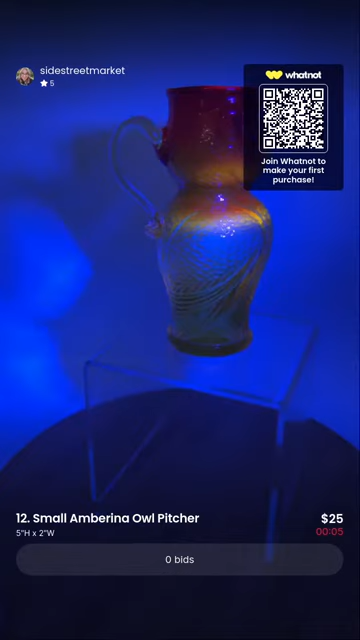 sidestreetmarket
★ 5
whatnot
Join Whatnot to
make your first
purchase!
12. Small Amberina Owl Pitcher
$25
5"H x 2"W
00:05
0 bids